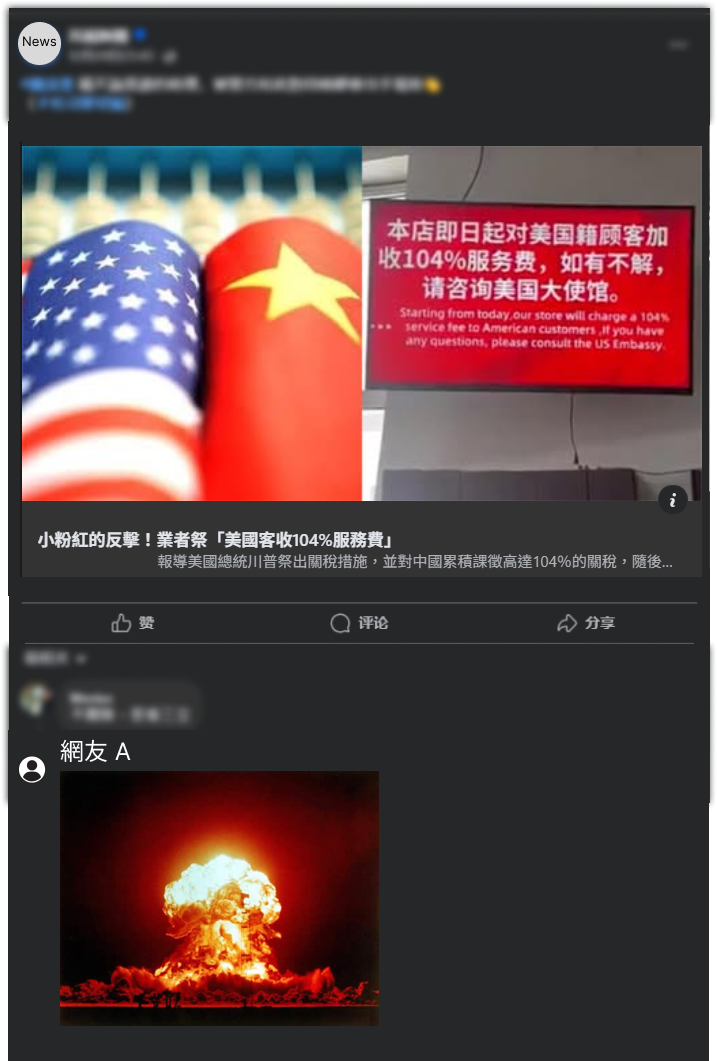 News
本店即日起对美国籍顾客加
收104%服务费，如有不解，
请咨询美国大使馆。
Starting from today,our store will charge a 104%
service fee to American customers ,If you have
any questions, please consult the US Embassy.
小粉紅的反擊！業者祭「美國客收104%服務費」
報導美國總統川普祭出關稅措施，並對中國累積課徵高達104%的關稅，隨後...
赞
评论
分享
網友 A